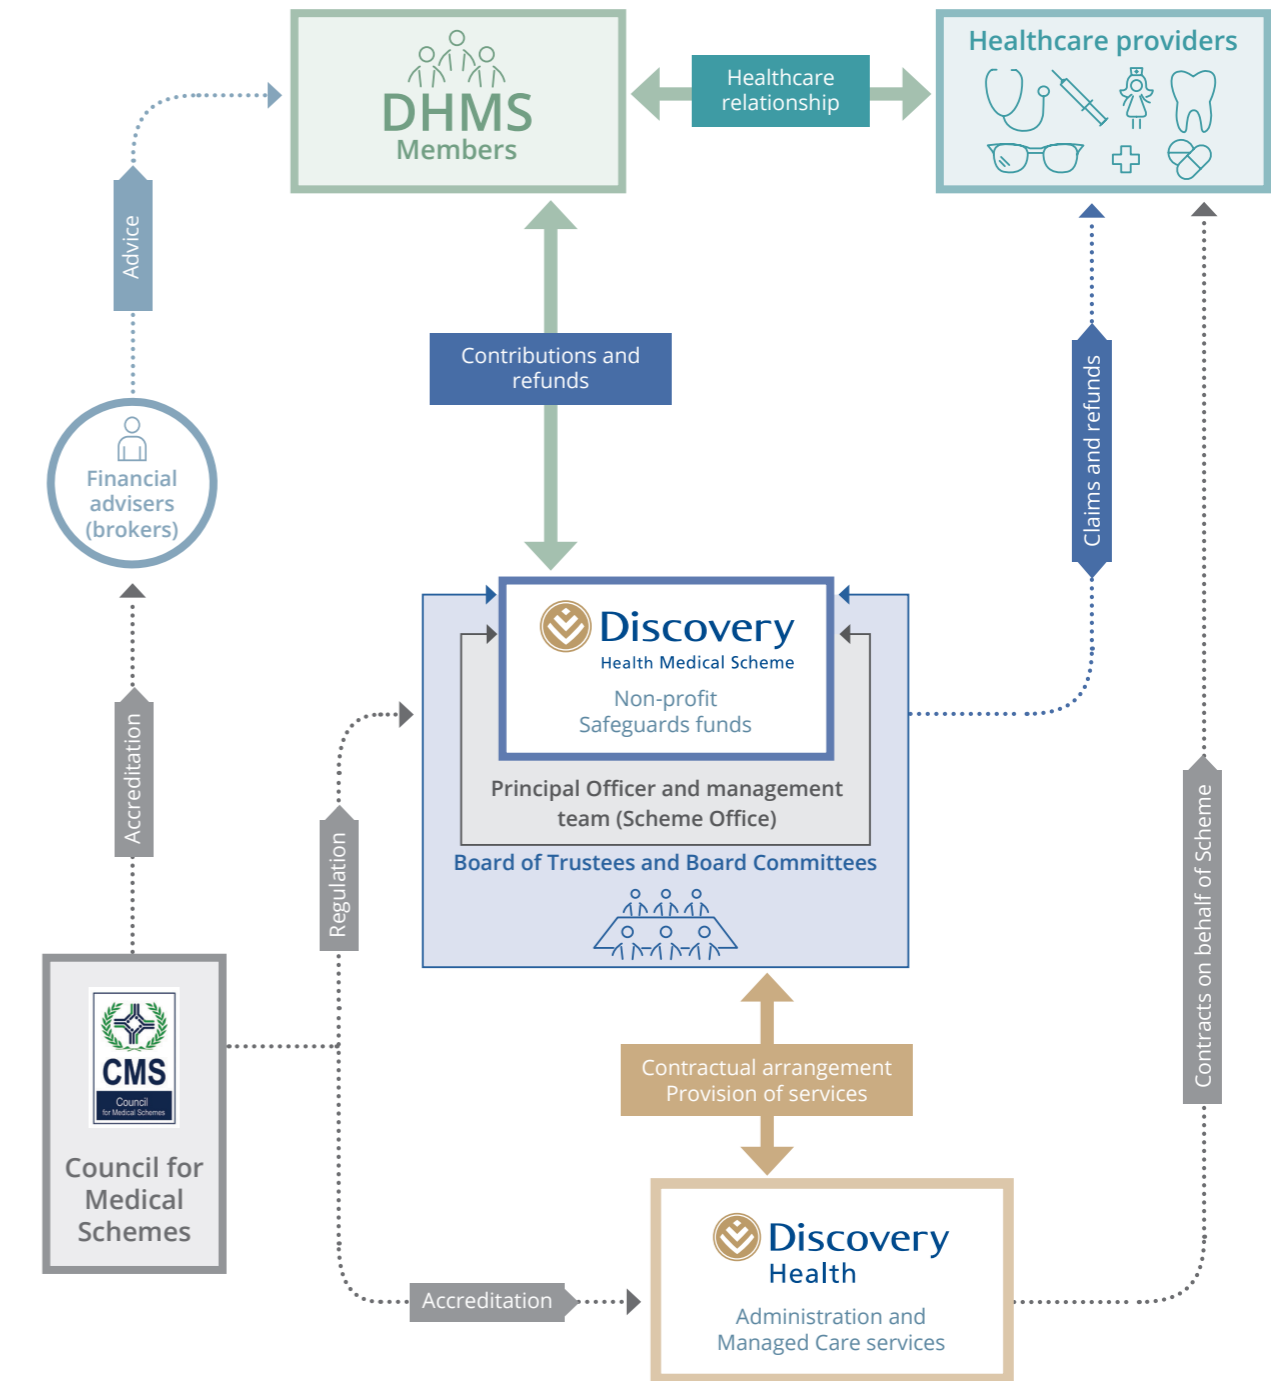 DHMS
Members
Healthcare
relationship
Healthcare providers
Advice
Contributions and
refunds
Claims and refunds
Financial
advisers
(brokers)
Discovery
Health Medical Scheme
Non-profit
Safeguards funds
Principal Officer and management
team (Scheme Office)
Board of Trustees and Board Committees
Accreditation
Regulation
Contracts on behalf of Scheme
CMS
Council
for Medical Schemes
Council for
Medical
Schemes
Contractual arrangement
Provision of services
Accreditation
Discovery
Health
Administration and
Managed Care services